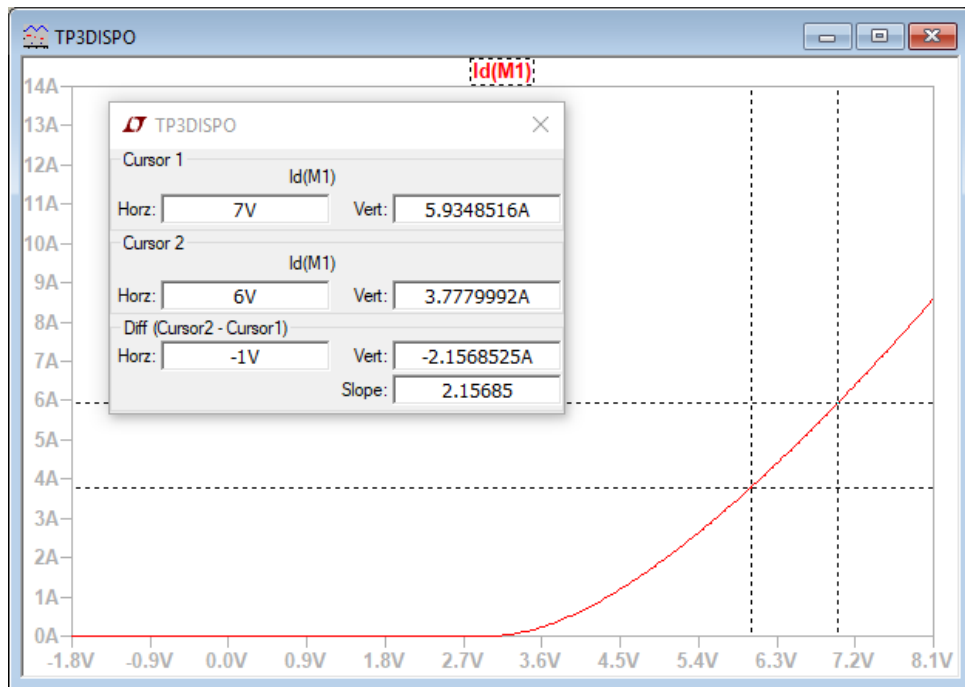 TP3DISPO
Id(M1)
14A
13A
12A
11A
10A
9A
8A
7A
6A
5A
4A
3A
2A
1A
0A
TP3DISPO
Cursor 1
Id(M1)
Horz: 7V Vert: 5.9348516A
Cursor 2
Id(M1)
Horz: 6V Vert: 3.7779992A
Diff (Cursor2 - Cursor1)
Horz: -1V Vert: -2.1568525A
Slope: 2.15685
-1.8V -0.9V 0.0V 0.9V 1.8V 2.7V 3.6V 4.5V 5.4V 6.3V 7.2V 8.1V